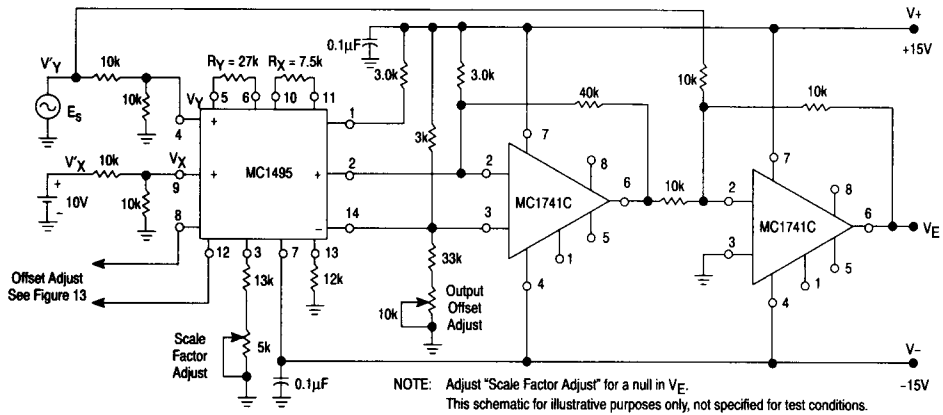 V'Y
10k
ES
10k
4
VY
RY = 27k
5
6
RX = 7.5k
10
11
+
MC1495
+
+
–
1
2
14
V'X
10k
VX
9
10k
+
10V
–
8
12
3
7
13
Offset Adjust
See Figure 13
13k
12k
Scale
Factor
Adjust
5k
0.1µF
0.1µF
3.0k
3k
3.0k
33k
10k
Output
Offset
Adjust
40k
2
3
7
8
6
MC1741C
5
1
4
10k
10k
10k
2
3
7
8
6
MC1741C
5
1
4
V+
+15V
VE
V–
–15V
NOTE: Adjust "Scale Factor Adjust" for a null in VE.
This schematic for illustrative purposes only, not specified for test conditions.